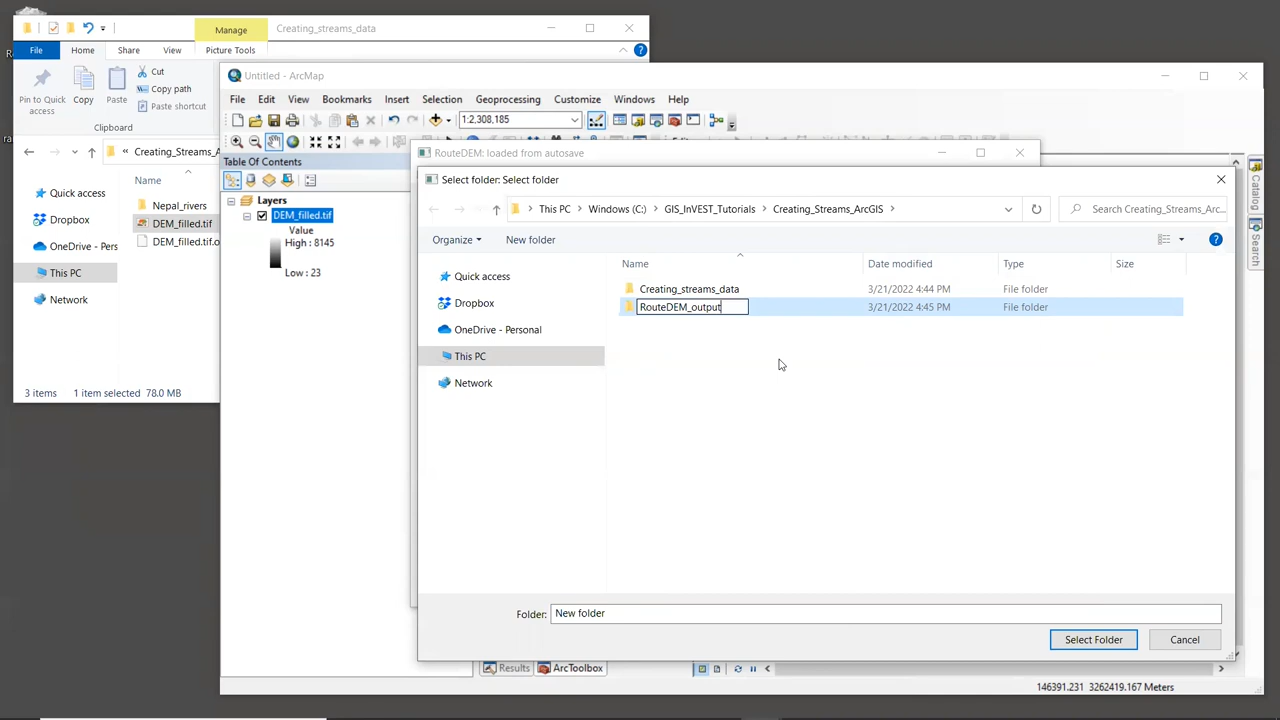 Manage
Creating_streams_data
File
Home
Share
View
Picture Tools
Pin to Quick access
Copy
Paste
Cut
Copy path
Paste shortcut
Clipboard
« Creating_Streams_A
Name
Quick access
Dropbox
OneDrive - Pers
This PC
Network
Nepal_rivers
DEM_filled.tif
DEM_filled.tif.o
3 items
1 item selected 78.0 MB
Untitled - ArcMap
File Edit View Bookmarks Insert Selection Geoprocessing Customize Windows Help
1:2,308,185
Table Of Contents
Layers
DEM_filled.tif
Value
High : 8145
Low : 23
RouteDEM: loaded from autosave
Select folder: Select folder
This PC > Windows (C:) > GIS_InVEST_Tutorials > Creating_Streams_ArcGIS >
Search Creating_Streams_Arc...
Organize
New folder
Quick access
Dropbox
OneDrive - Personal
This PC
Network
Name Date modified Type Size
Creating_streams_data 3/21/2022 4:44 PM File folder
RouteDEM_output 3/21/2022 4:45 PM File folder
Folder: New folder
Select Folder
Cancel
Catalog
Search
Results
ArcToolbox
146391.231 3262419.167 Meters